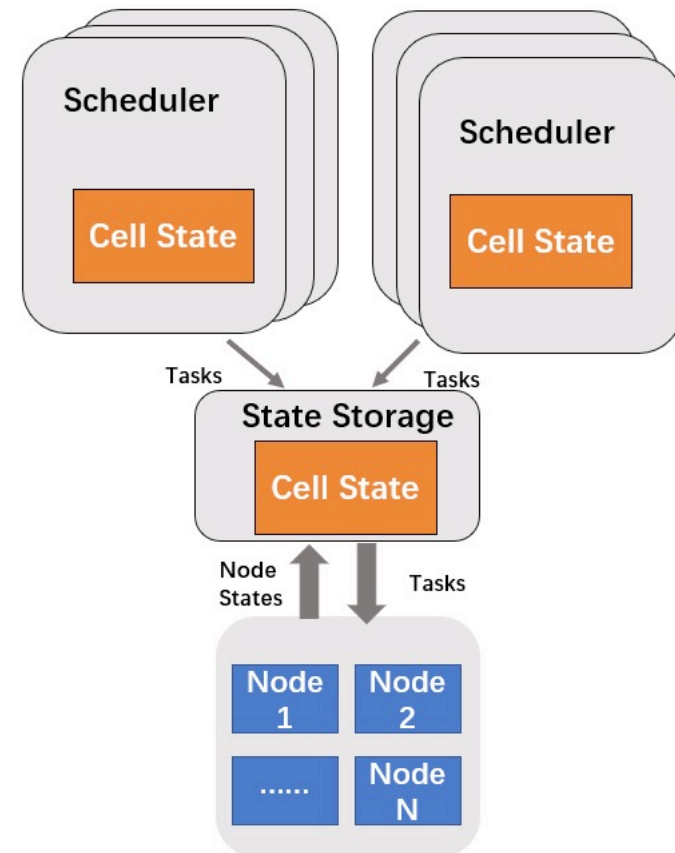 Scheduler
Cell State
Scheduler
Cell State
Tasks
Tasks
State Storage
Cell State
Node
States
Tasks
Node
1
Node
2
......
Node
N